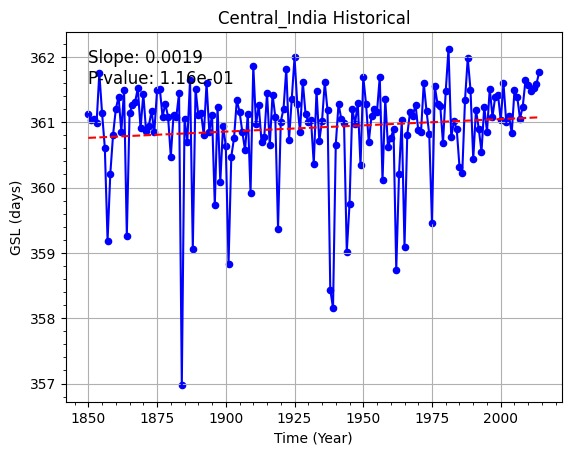 Central_India Historical
Slope: 0.0019
P-value: 1.16e-01
GSL (days)
362
361
360
359
358
357
1850 1875 1900 1925 1950 1975 2000
Time (Year)